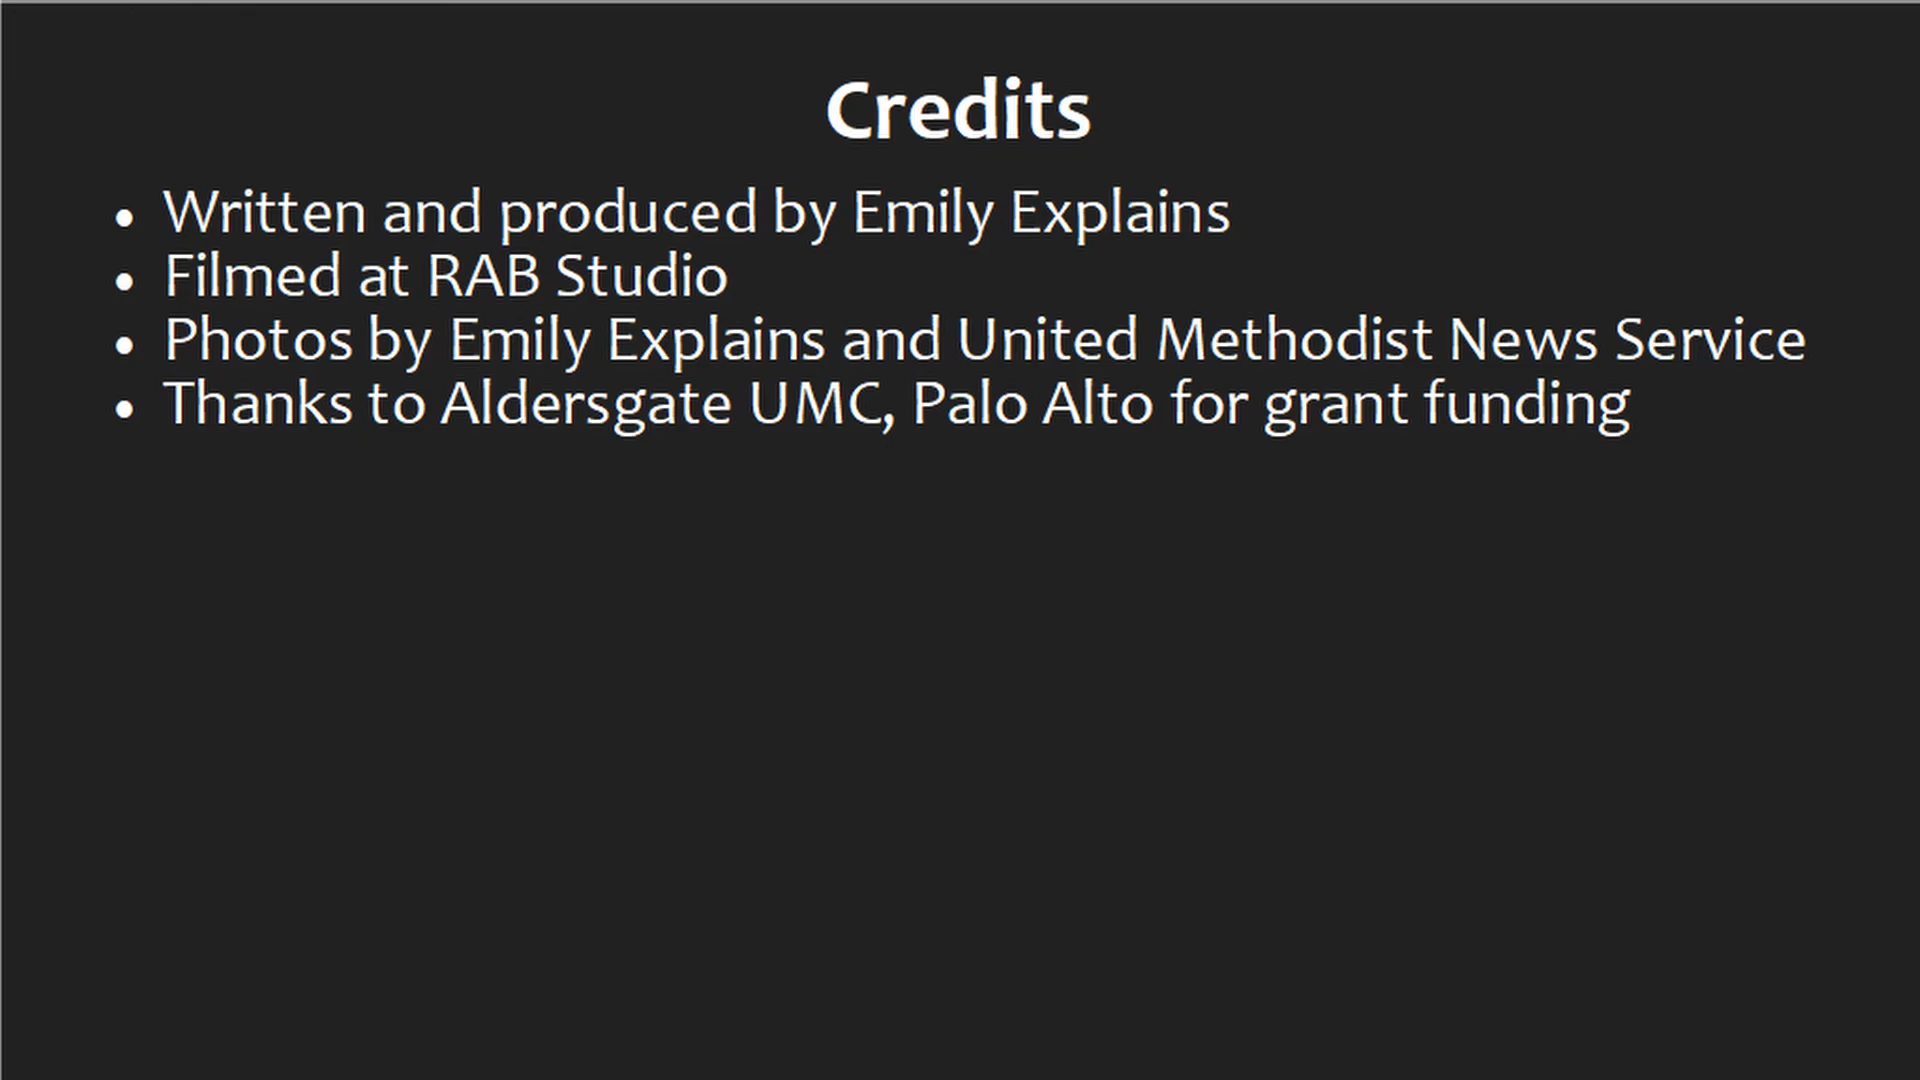 Credits
• Written and produced by Emily Explains
• Filmed at RAB Studio
• Photos by Emily Explains and United Methodist News Service
• Thanks to Aldersgate UMC, Palo Alto for grant funding